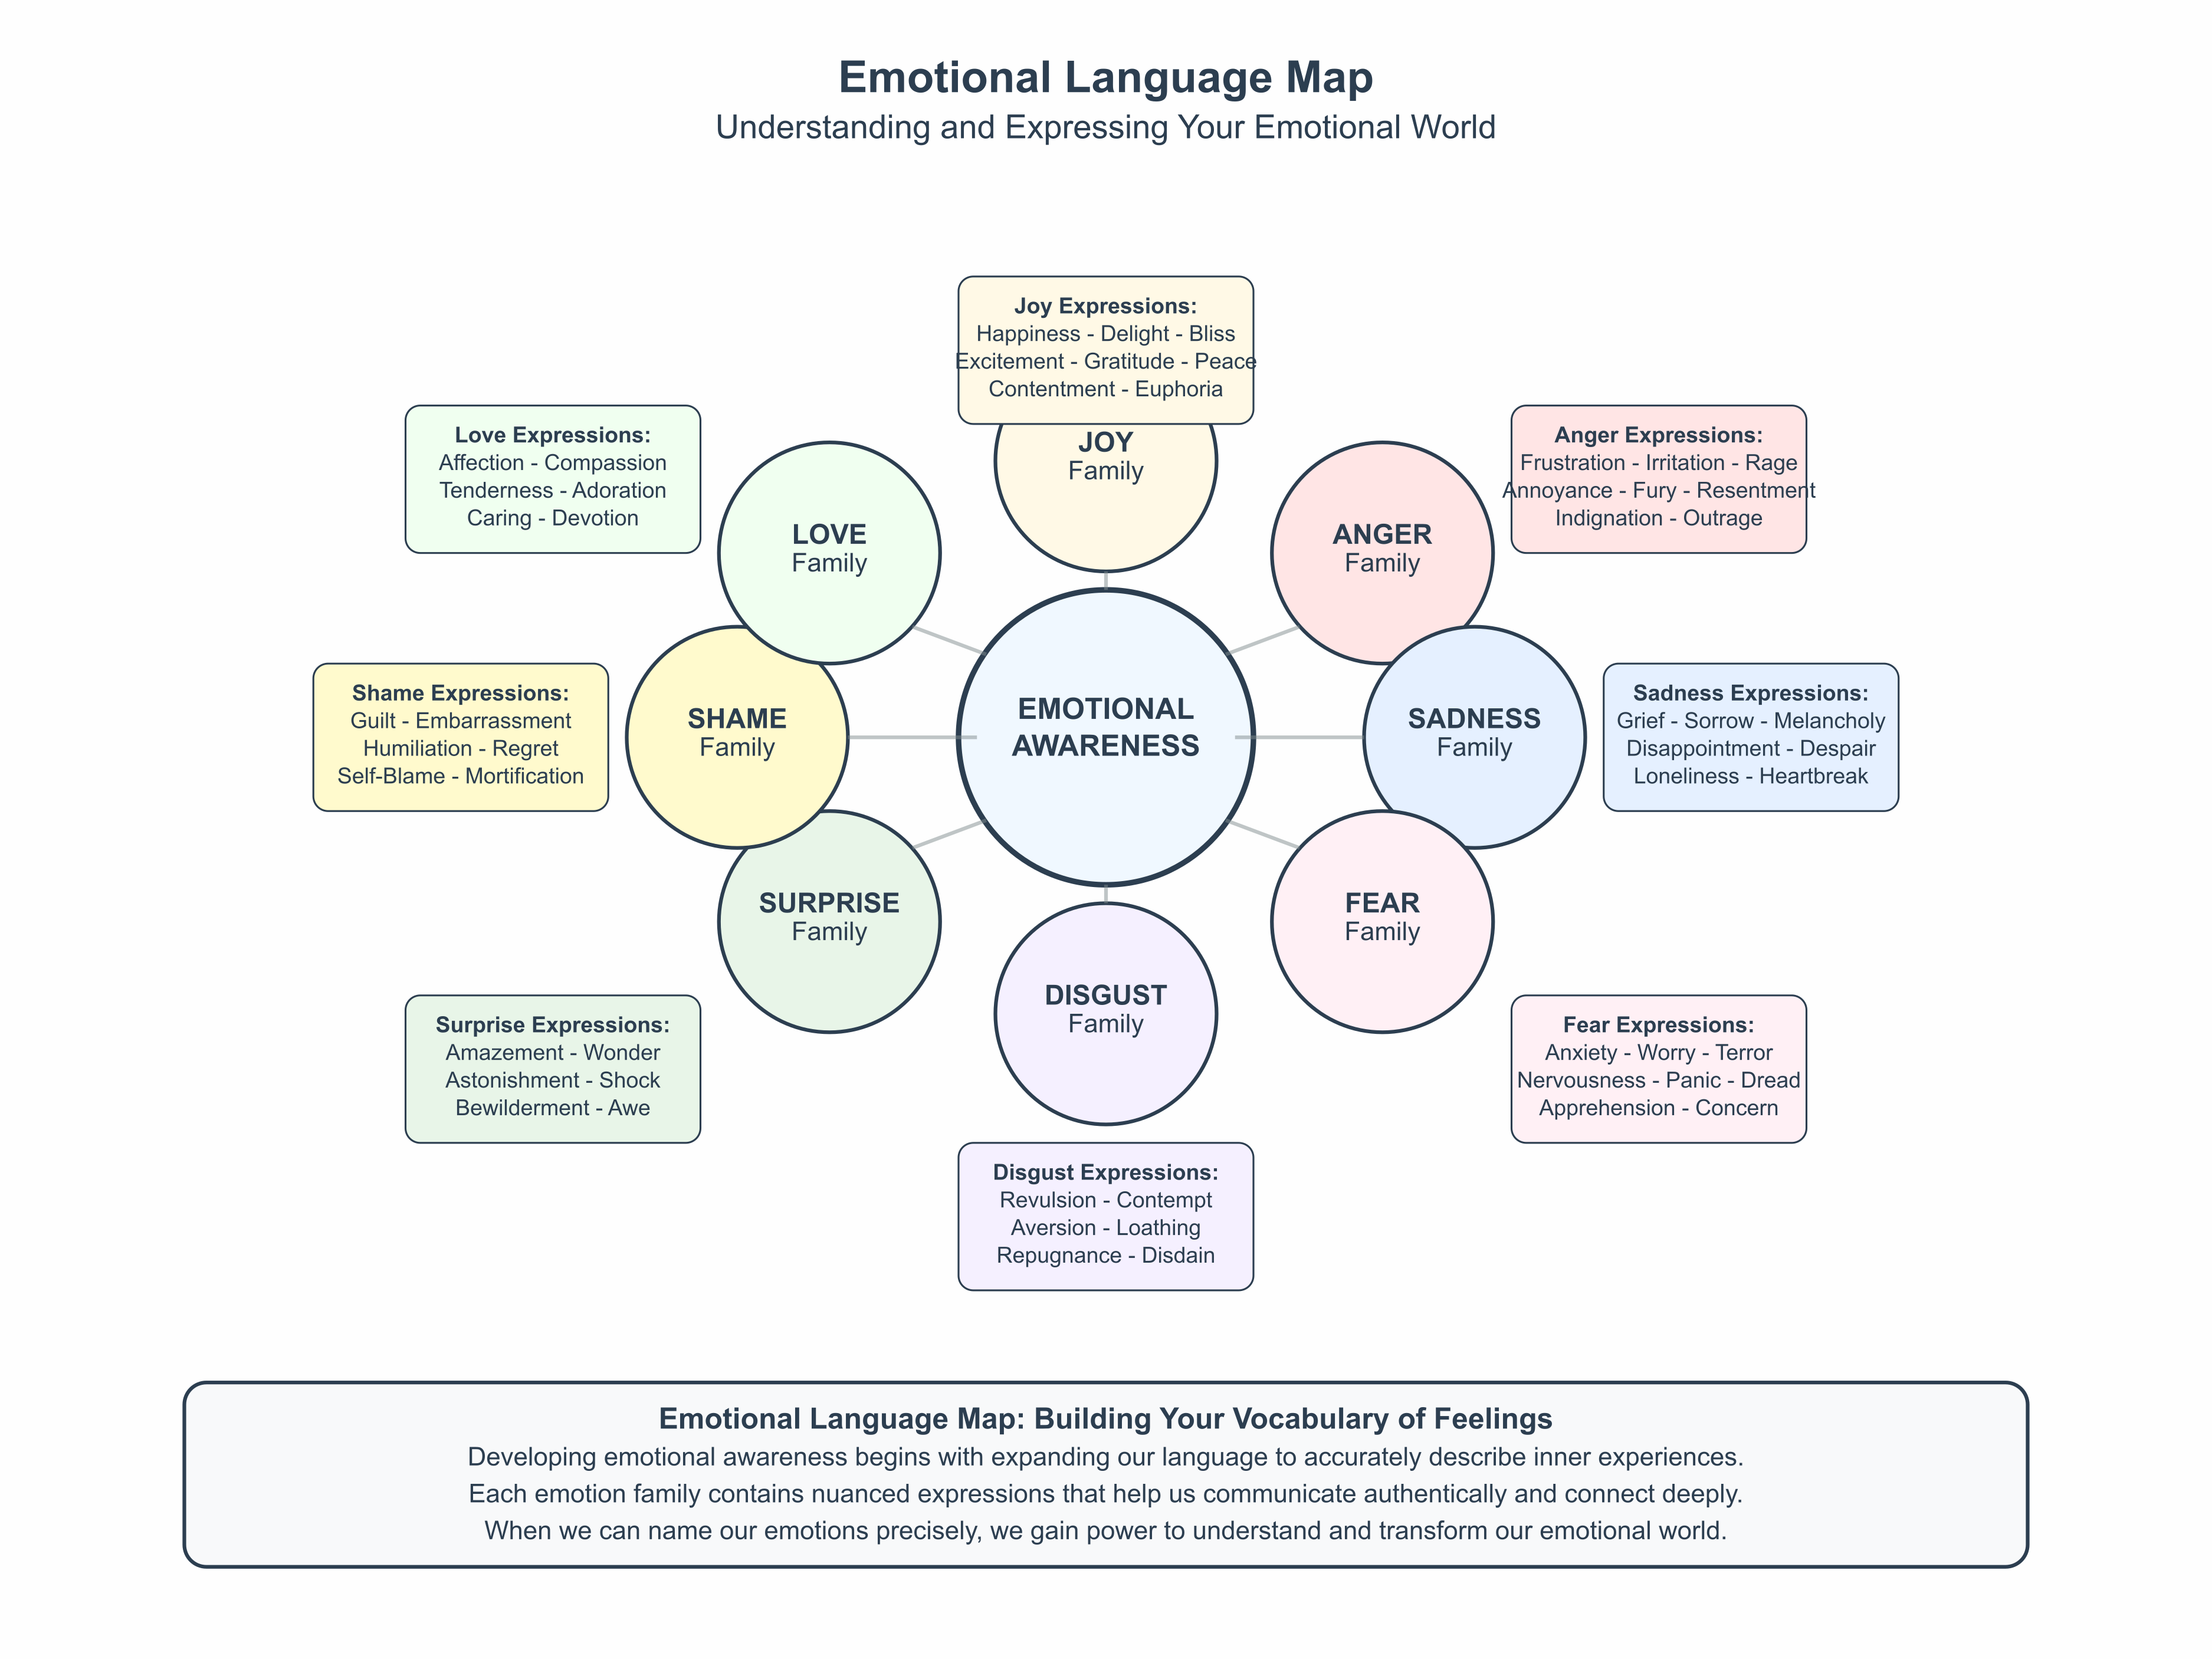 Emotional Language Map
Understanding and Expressing Your Emotional World
Joy Expressions:
Happiness - Delight - Bliss
Excitement - Gratitude - Peace
Contentment - Euphoria
JOY
Family
Love Expressions:
Affection - Compassion
Tenderness - Adoration
Caring - Devotion
LOVE
Family
ANGER
Family
Anger Expressions:
Frustration - Irritation - Rage
Annoyance - Fury - Resentment
Indignation - Outrage
Shame Expressions:
Guilt - Embarrassment
Humiliation - Regret
Self-Blame - Mortification
SHAME
Family
EMOTIONAL
AWARENESS
SADNESS
Family
Sadness Expressions:
Grief - Sorrow - Melancholy
Disappointment - Despair
Loneliness - Heartbreak
SURPRISE
Family
FEAR
Family
DISGUST
Family
Surprise Expressions:
Amazement - Wonder
Astonishment - Shock
Bewilderment - Awe
Fear Expressions:
Anxiety - Worry - Terror
Nervousness - Panic - Dread
Apprehension - Concern
Disgust Expressions:
Revulsion - Contempt
Aversion - Loathing
Repugnance - Disdain
Emotional Language Map: Building Your Vocabulary of Feelings
Developing emotional awareness begins with expanding our language to accurately describe inner experiences.
Each emotion family contains nuanced expressions that help us communicate authentically and connect deeply.
When we can name our emotions precisely, we gain power to understand and transform our emotional world.